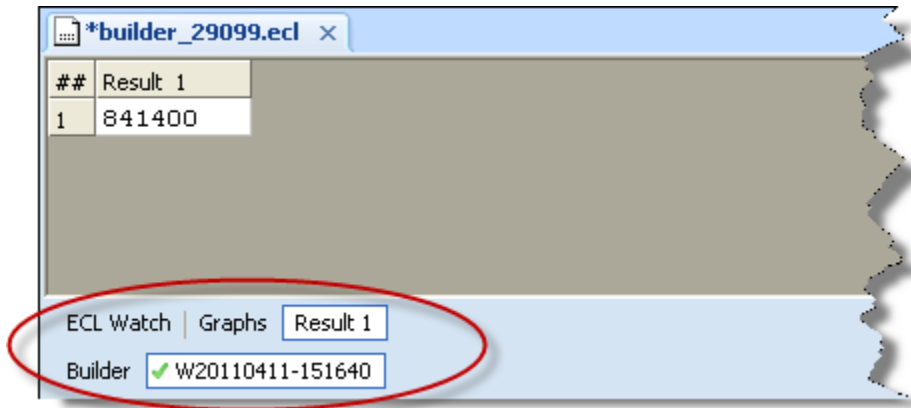 *builder_29099.ecl ×
## Result 1
1 841400
ECL Watch | Graphs Result 1
Builder ✓ W20110411-151640